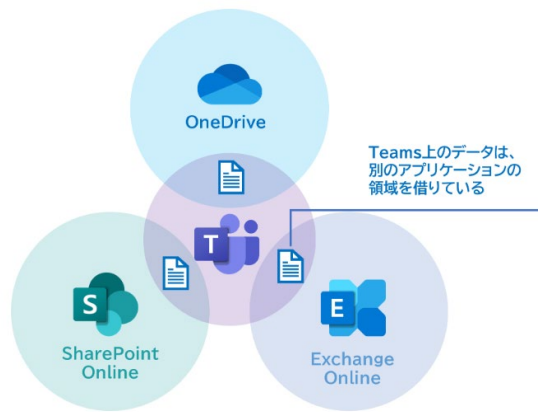 OneDrive
Teams上のデータは、
別のアプリケーションの
領域を借りている
T
S
SharePoint
Online
E
Exchange
Online